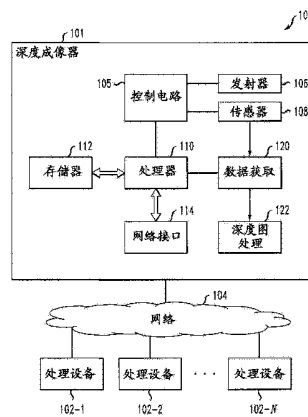 100
101
深度成像器
105
控制电路
发射器
106
传感器
108
112
存储器
110
处理器
120
数据获取
114
网络接口
122
深度图
处理
104
网络
处理设备
处理设备
· · ·
处理设备
102-1
102-2
102-N